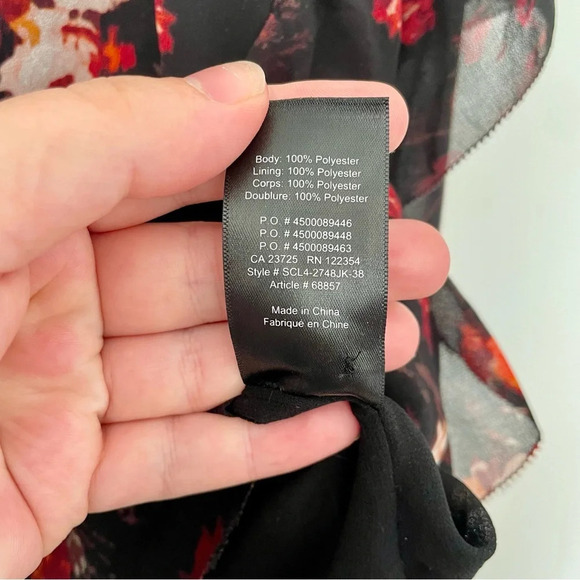 Body: 100% Polyester
Lining: 100% Polyester
Corps: 100% Polyester
Doublure: 100% Polyester
P.O. # 4500089446
P.O. # 4500089448
P.O. # 4500089463
CA 23725 RN 122354
Style # SCL4-2748JK-38
Article # 68857
Made in China
Fabriqué en Chine